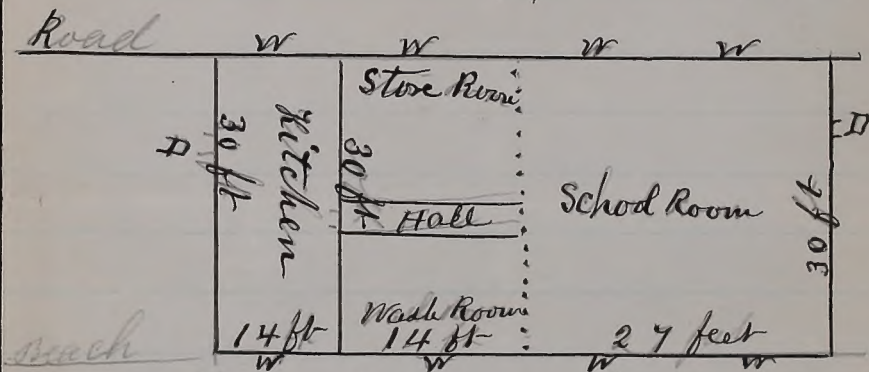 Road
W W W W
Store Room
Kitchen
30 ft
30 ft
Hall
School Room
30 ft
D
Wash Room
14 ft
14 ft
27 feet
Beach
W W W W